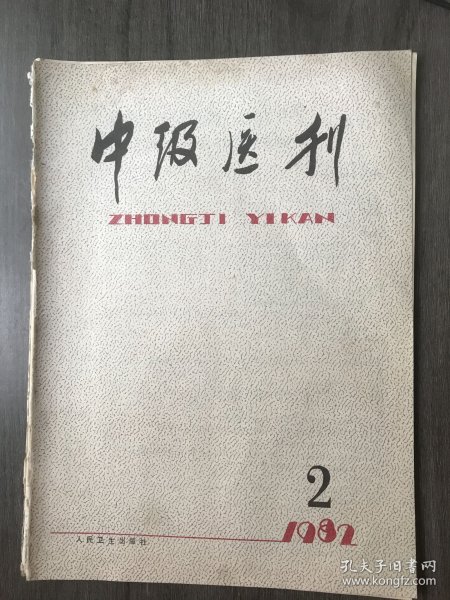 中级医刊
ZHONGJI YIKAN
2
1982
人民卫生出版社
孔夫子旧书网
www.kongfz.com